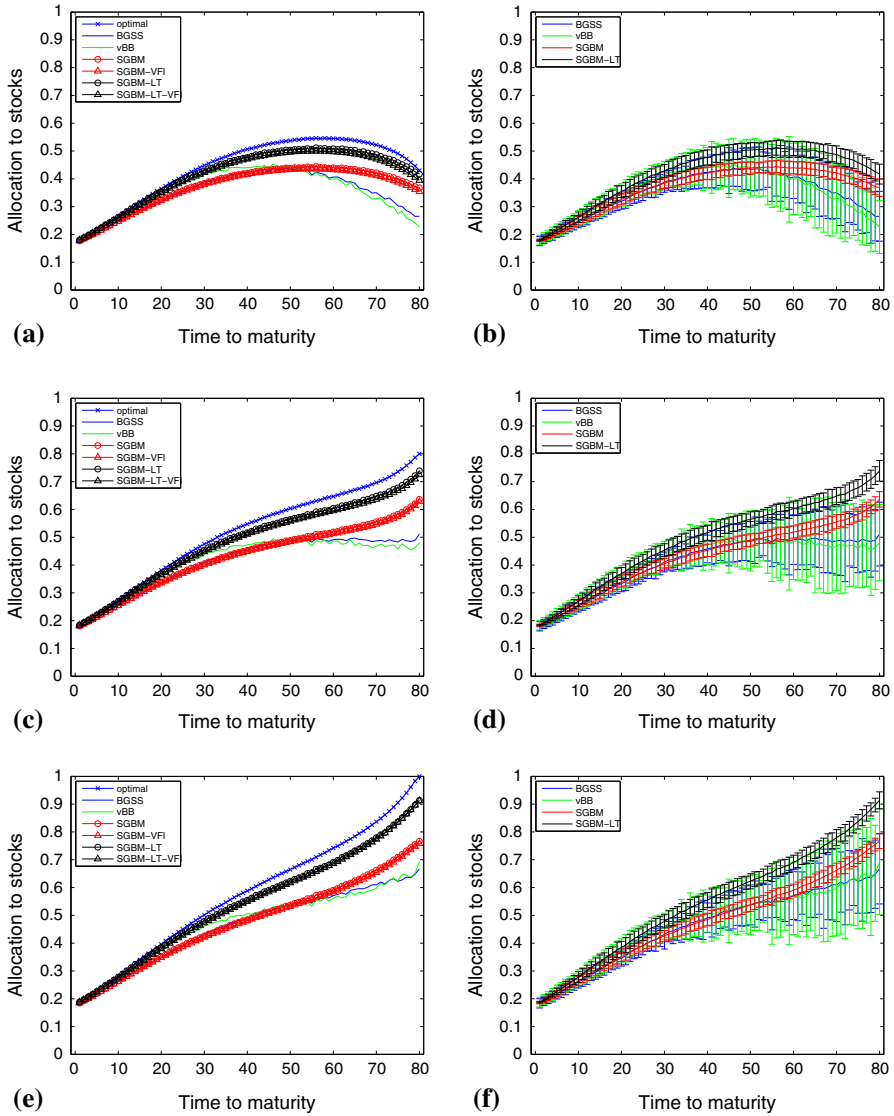 1
0.9
0.8
0.7
0.6
0.5
0.4
0.3
0.2
0.1
0
optimal
BGSS
vBB
SGBM
SGBM-VFI
SGBM-LT
SGBM-LT-VF
Allocation to stocks
0 10 20 30 40 50 60 70 80
(a) Time to maturity
1
0.9
0.8
0.7
0.6
0.5
0.4
0.3
0.2
0.1
0
BGSS
vBB
SGBM
SGBM-LT
Allocation to stocks
0 10 20 30 40 50 60 70 80
(b) Time to maturity
1
0.9
0.8
0.7
0.6
0.5
0.4
0.3
0.2
0.1
0
optimal
BGSS
vBB
SGBM
SGBM-VFI
SGBM-LT
SGBM-LT-VF
Allocation to stocks
0 10 20 30 40 50 60 70 80
(c) Time to maturity
1
0.9
0.8
0.7
0.6
0.5
0.4
0.3
0.2
0.1
0
BGSS
vBB
SGBM
SGBM-LT
Allocation to stocks
0 10 20 30 40 50 60 70 80
(d) Time to maturity
1
0.9
0.8
0.7
0.6
0.5
0.4
0.3
0.2
0.1
0
optimal
BGSS
vBB
SGBM
SGBM-VFI
SGBM-LT
SGBM-LT-VF
Allocation to stocks
0 10 20 30 40 50 60 70 80
(e) Time to maturity
1
0.9
0.8
0.7
0.6
0.5
0.4
0.3
0.2
0.1
0
BGSS
vBB
SGBM
SGBM-LT
Allocation to stocks
0 10 20 30 40 50 60 70 80
(f) Time to maturity